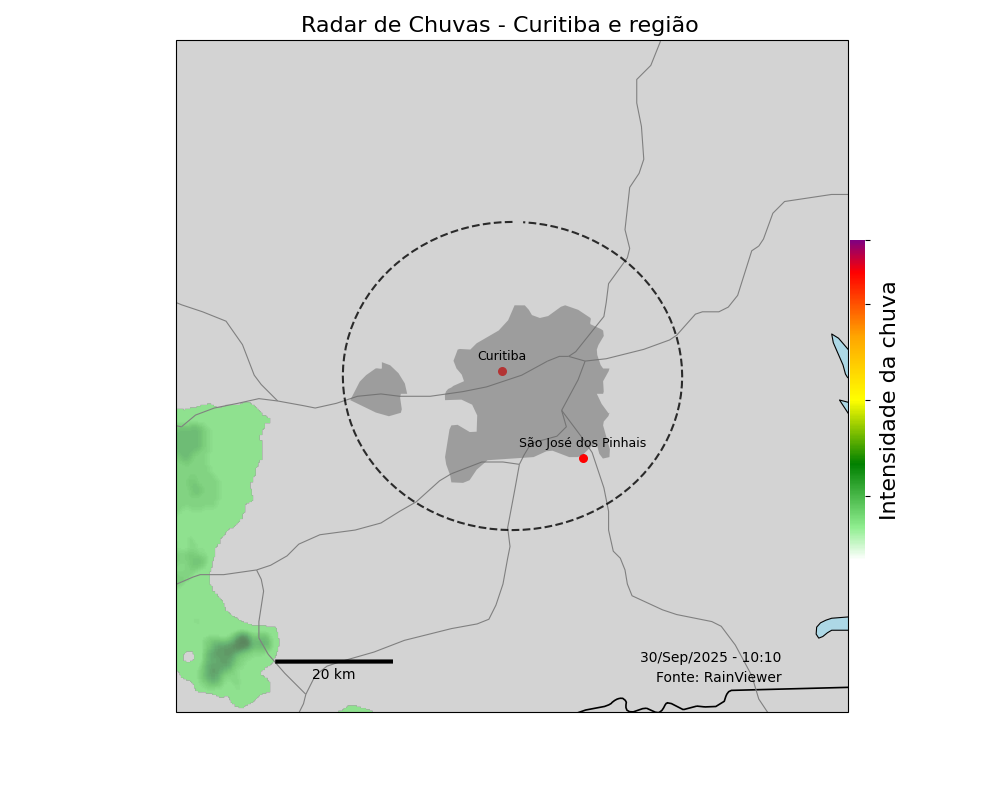 Radar de Chuvas - Curitiba e região
Curitiba
São José dos Pinhais
Intensidade da chuva
20 km
30/Sep/2025 - 10:10
Fonte: RainViewer